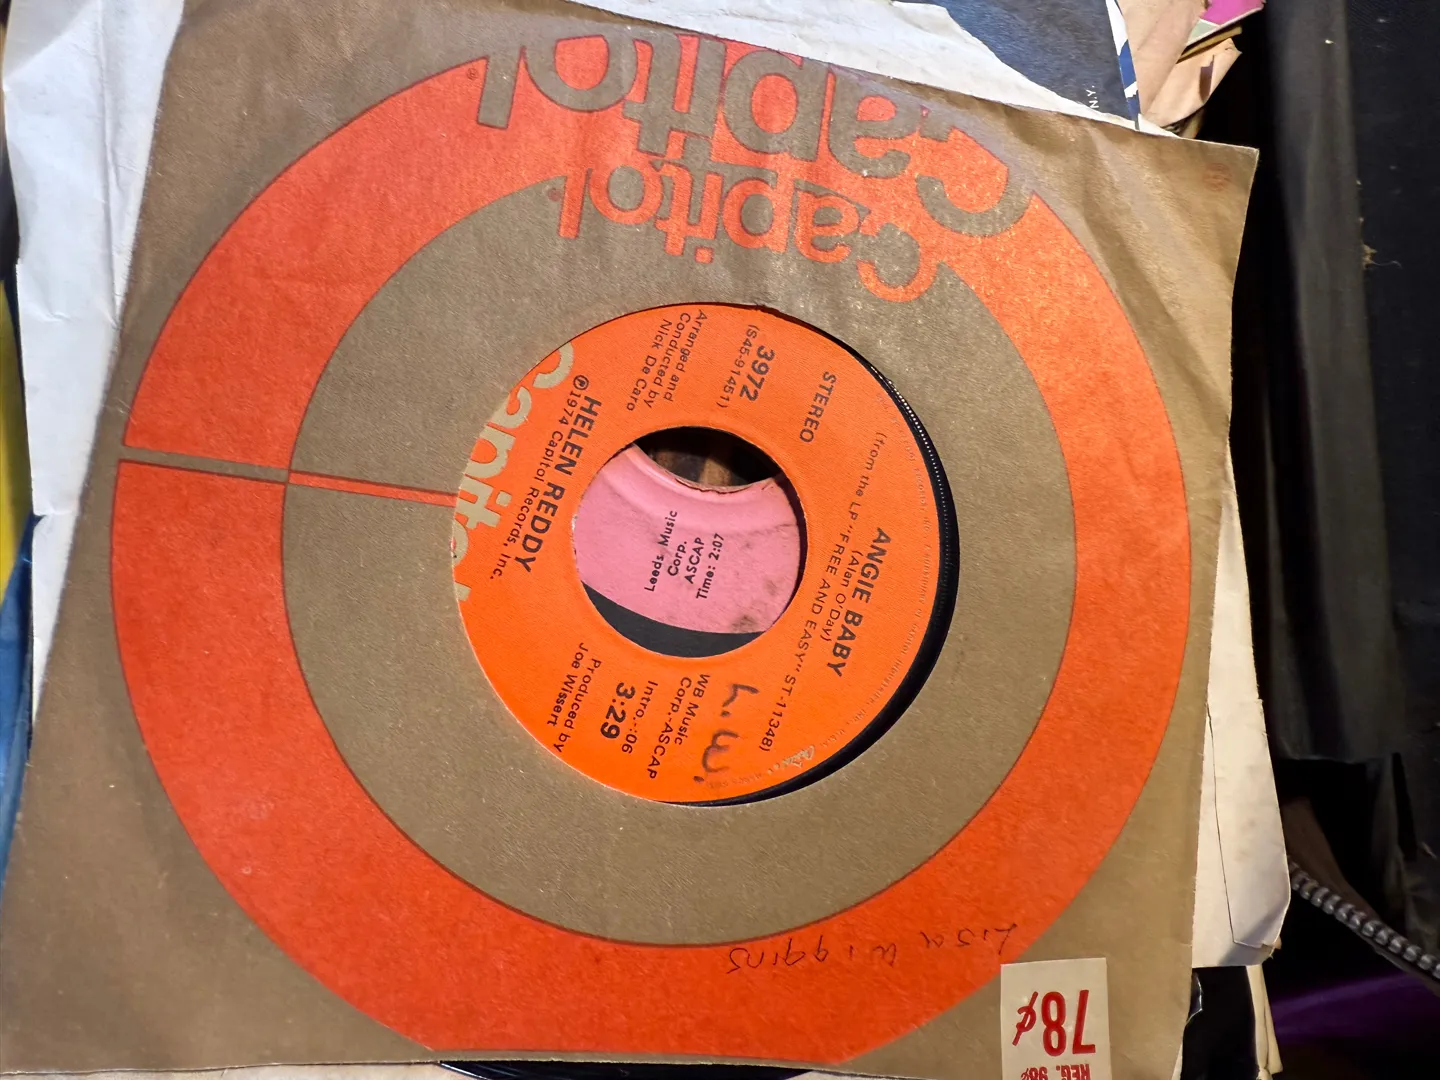 Capitol
®
Capitol
®
Capitol
STEREO
3972
(S45-91451)
Arranged and
Conducted by
Nick De Caro
ANGIE BABY
(Alan O'Day)
(from the LP "FREE AND EASY" ST-11348)
WB Music
Corp.-ASCAP
Intro.-:06
3:29
Produced by
Joe Wissert
HELEN REDDY
℗1974 Capitol Records, Inc.
L.W.
Leeds Music
Corp.
ASCAP
Time: 2:07
Lisa Wiggins
78¢
REG. 98¢
N.Y.